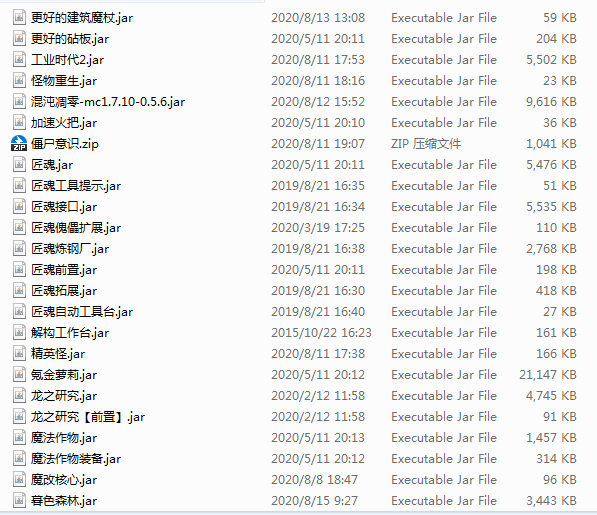 更好的建筑魔杖.jar 2020/8/13 13:08 Executable Jar File 59 KB
更好的砧板.jar 2020/5/11 20:11 Executable Jar File 204 KB
工业时代2.jar 2020/8/11 17:53 Executable Jar File 5,502 KB
怪物重生.jar 2020/8/11 18:16 Executable Jar File 23 KB
混沌凋零-mc1.7.10-0.5.6.jar 2020/8/12 15:52 Executable Jar File 9,616 KB
加速火把.jar 2020/5/11 20:10 Executable Jar File 36 KB
ZIP 僵尸意识.zip 2020/8/11 19:07 ZIP 压缩文件 1,041 KB
匠魂.jar 2020/5/11 20:11 Executable Jar File 5,476 KB
匠魂工具提示.jar 2019/8/21 16:35 Executable Jar File 51 KB
匠魂接口.jar 2019/8/21 16:34 Executable Jar File 5,535 KB
匠魂傀儡扩展.jar 2020/3/19 17:25 Executable Jar File 110 KB
匠魂炼钢厂.jar 2019/8/21 16:38 Executable Jar File 2,768 KB
匠魂前置.jar 2020/5/11 20:11 Executable Jar File 198 KB
匠魂拓展.jar 2019/8/21 16:30 Executable Jar File 418 KB
匠魂自动工具台.jar 2019/8/21 16:40 Executable Jar File 27 KB
解构工作台.jar 2015/10/22 16:23 Executable Jar File 161 KB
精英怪.jar 2020/8/11 17:38 Executable Jar File 166 KB
氪金萝莉.jar 2020/5/11 20:12 Executable Jar File 21,147 KB
龙之研究.jar 2020/2/12 11:58 Executable Jar File 4,745 KB
龙之研究【前置】.jar 2020/2/12 11:58 Executable Jar File 91 KB
魔法作物.jar 2020/5/11 20:13 Executable Jar File 1,457 KB
魔法作物装备.jar 2020/5/11 20:12 Executable Jar File 314 KB
魔改核心.jar 2020/8/8 18:47 Executable Jar File 96 KB
暮色森林.jar 2020/8/15 9:27 Executable Jar File 3,443 KB